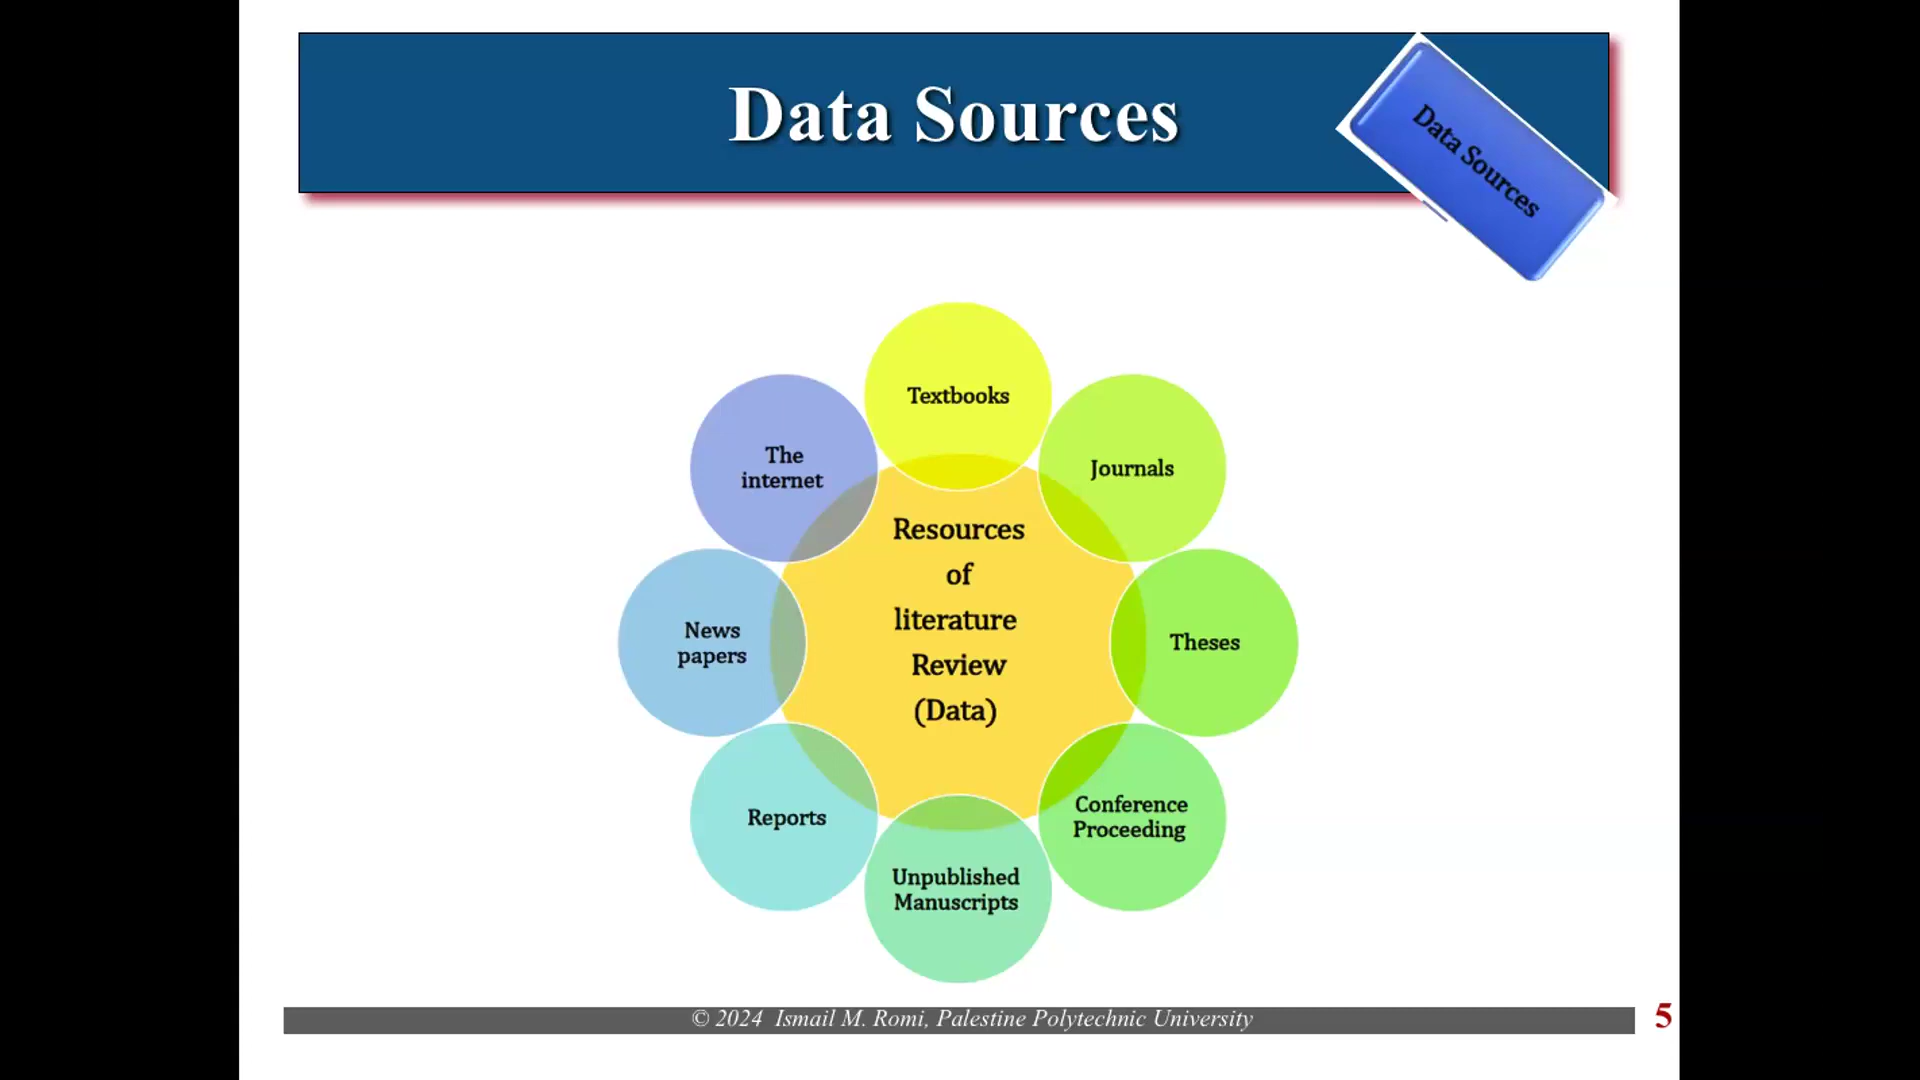 Data Sources
Data Sources
Textbooks
The
internet
Journals
Resources
of
literature
Review
(Data)
News
papers
Theses
Reports
Conference
Proceeding
Unpublished
Manuscripts
© 2024 Ismail M. Romi, Palestine Polytechnic University
5